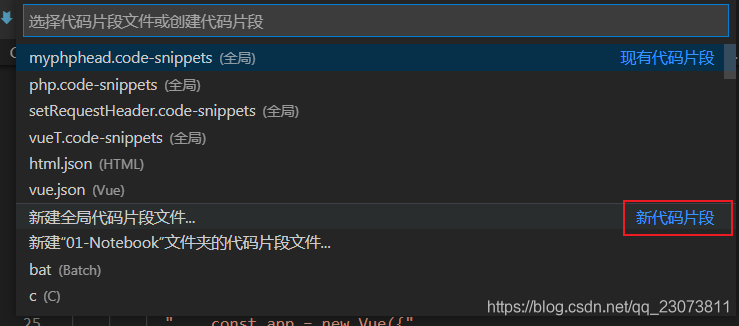 选择代码片段文件或创建代码片段
myphphead.code-snippets (全局) 现有代码片段
php.code-snippets (全局)
setRequestHeader.code-snippets (全局)
vueT.code-snippets (全局)
html.json (HTML)
vue.json (Vue)
新建全局代码片段文件... 新代码片段
新建“01-Notebook”文件夹的代码片段文件...
bat (Batch)
c (C)
https://blog.csdn.net/qq_23073811
25 " const app = new Vue({"